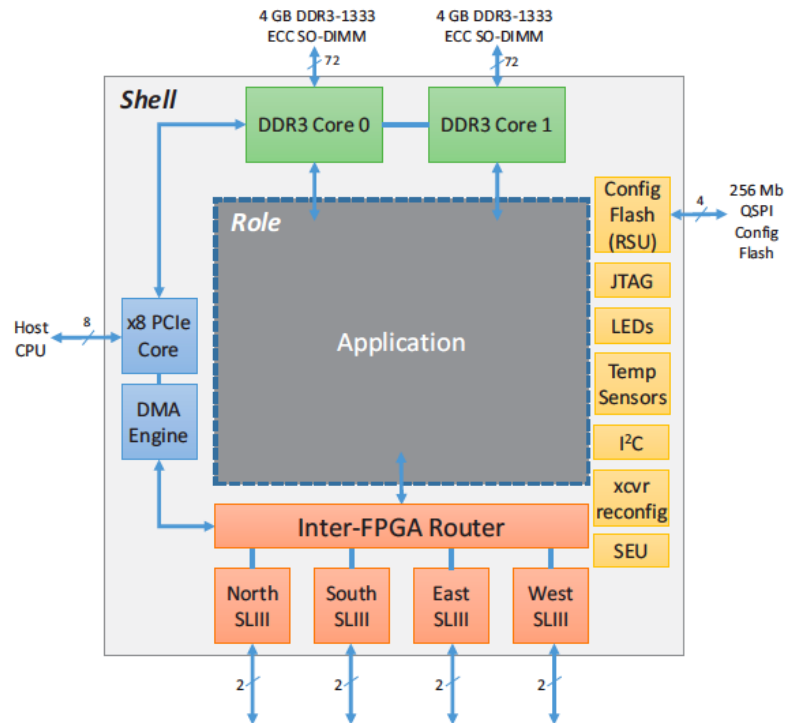 4 GB DDR3-1333
ECC SO-DIMM
4 GB DDR3-1333
ECC SO-DIMM
72
72
Shell
DDR3 Core 0
DDR3 Core 1
Role
Application
Config
Flash
(RSU)
4
256 Mb
QSPI
Config
Flash
JTAG
LEDs
Temp
Sensors
I²C
xcvr
reconfig
SEU
Host
CPU
8
x8 PCIe
Core
DMA
Engine
Inter-FPGA Router
North
SLIII
South
SLIII
East
SLIII
West
SLIII
2
2
2
2